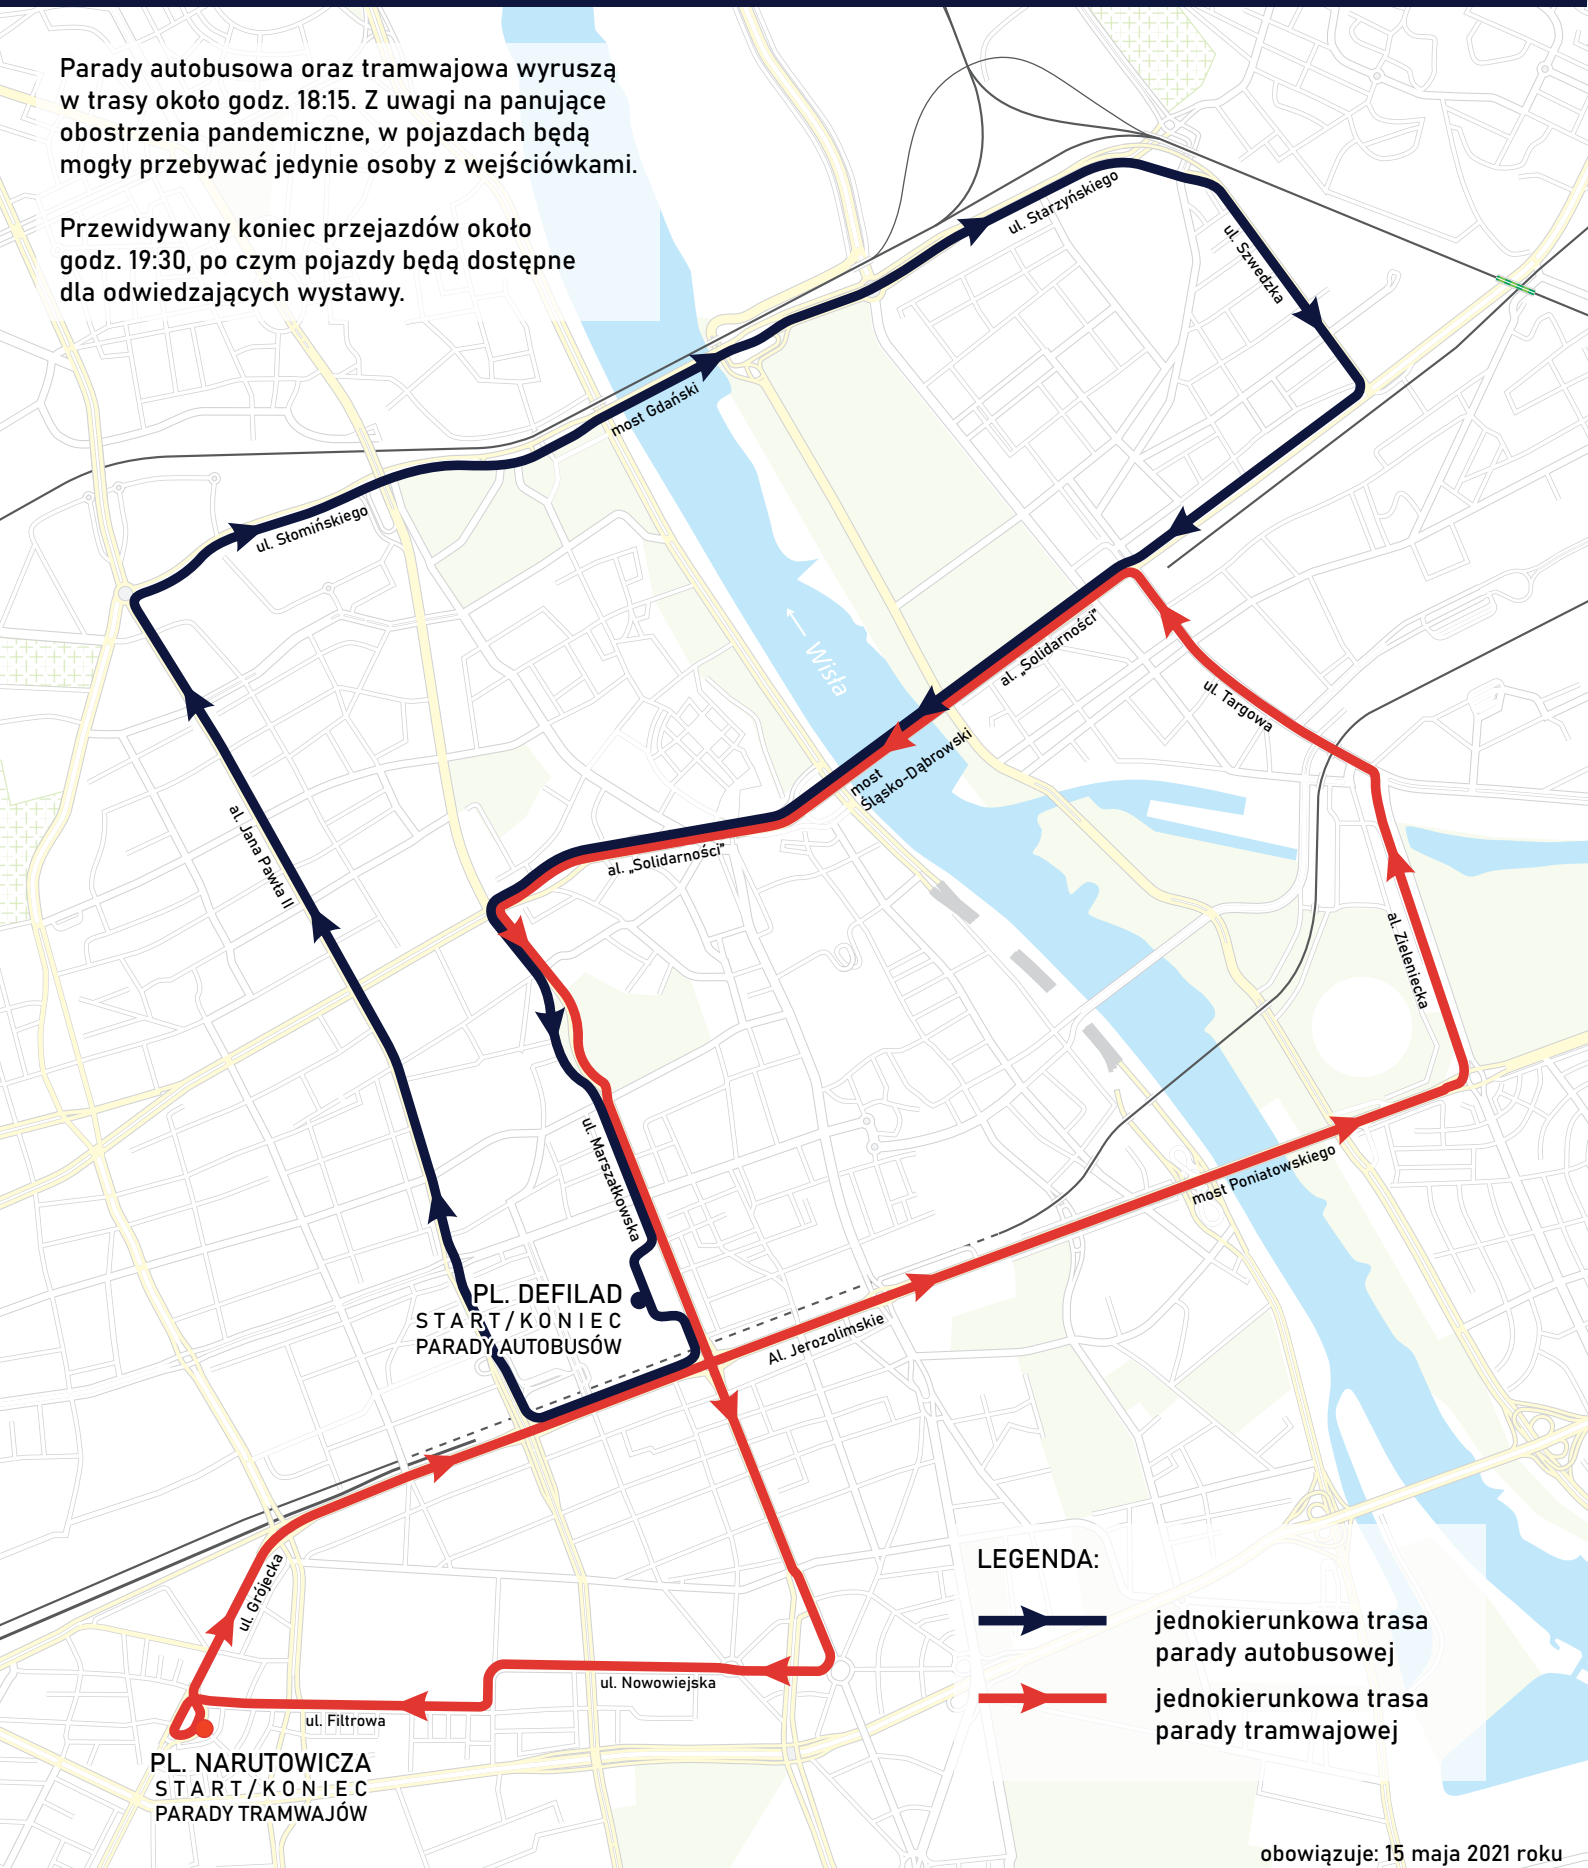 Parady autobusowa oraz tramwajowa wyruszą
w trasy około godz. 18:15. Z uwagi na panujące
obostrzenia pandemiczne, w pojazdach będą
mogły przebywać jedynie osoby z wejściówkami.
Przewidywany koniec przejazdów około
godz. 19:30, po czym pojazdy będą dostępne
dla odwiedzających wystawy.
ul. Starzyńskiego
ul. Szwedzka
most Gdański
ul. Słomińskiego
← Wisła
al. „Solidarności”
ul. Targowa
most
Śląsko-Dąbrowski
al. Jana Pawła II
al. „Solidarności”
al. Zieleniecka
ul. Marszałkowska
most Poniatowskiego
PL. DEFILAD
START/KONIEC
PARADY AUTOBUSÓW
Al. Jerozolimskie
ul. Grójecka
ul. Nowowiejska
ul. Filtrowa
PL. NARUTOWICZA
START/KONIEC
PARADY TRAMWAJÓW
LEGENDA:
jednokierunkowa trasa
parady autobusowej
jednokierunkowa trasa
parady tramwajowej
obowiązuje: 15 maja 2021 roku